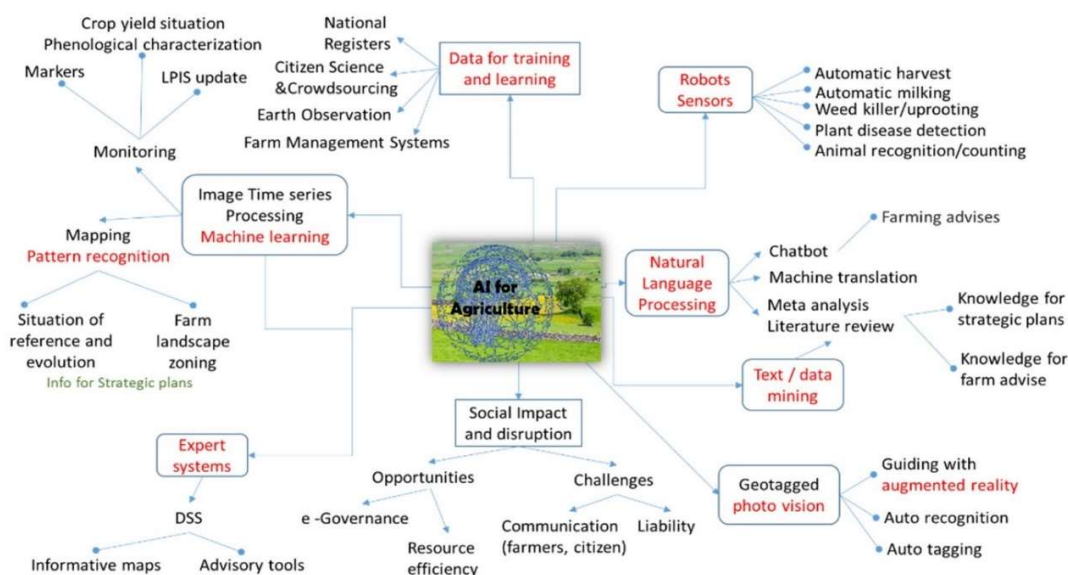 Crop yield situation
Phenological characterization
Markers
LPIS update
Monitoring
National
Registers
Citizen Science
&Crowdsourcing
Earth Observation
Farm Management Systems
Data for training
and learning
Robots
Sensors
Automatic harvest
Automatic milking
Weed killer/uprooting
Plant disease detection
Animal recognition/counting
Image Time series
Processing
Machine learning
Mapping
Pattern recognition
Situation of
reference and
evolution
Farm
landscape
zoning
Info for Strategic plans
AI for
Agriculture
Natural
Language
Processing
Farming advises
Chatbot
Machine translation
Meta analysis
Literature review
Knowledge for
strategic plans
Knowledge for
farm advise
Text / data
mining
Expert
systems
DSS
Informative maps
Advisory tools
Social Impact
and disruption
Opportunities
e -Governance
Resource
efficiency
Challenges
Communication
(farmers, citizen)
Liability
Geotagged
photo vision
Guiding with
augmented reality
Auto recognition
Auto tagging